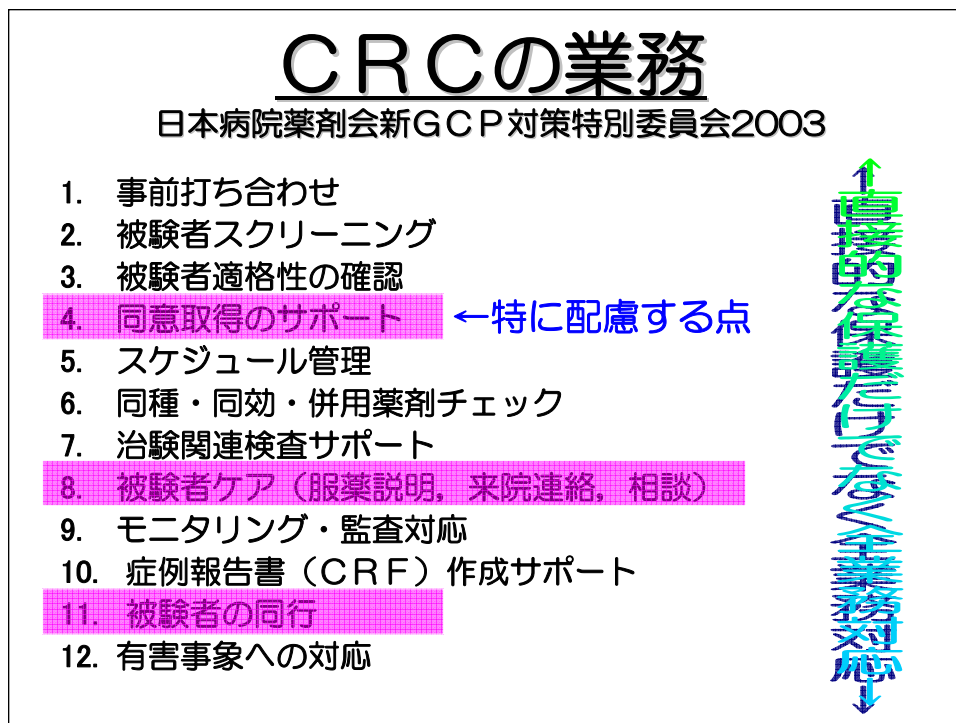 CRCの業務
日本病院薬剤会新GCP対策特別委員会2003
1. 事前打ち合わせ
2. 被験者スクリーニング
3. 被験者適格性の確認
4. 同意取得のサポート ←特に配慮する点
5. スケジュール管理
6. 同種・同効・併用薬剤チェック
7. 治験関連検査サポート
8. 被験者ケア（服薬説明，来院連絡，相談）
9. モニタリング・監査対応
10. 症例報告書（CRF）作成サポート
11. 被験者の同行
12. 有害事象への対応
←直接的な保護だけでなく全業務対応→